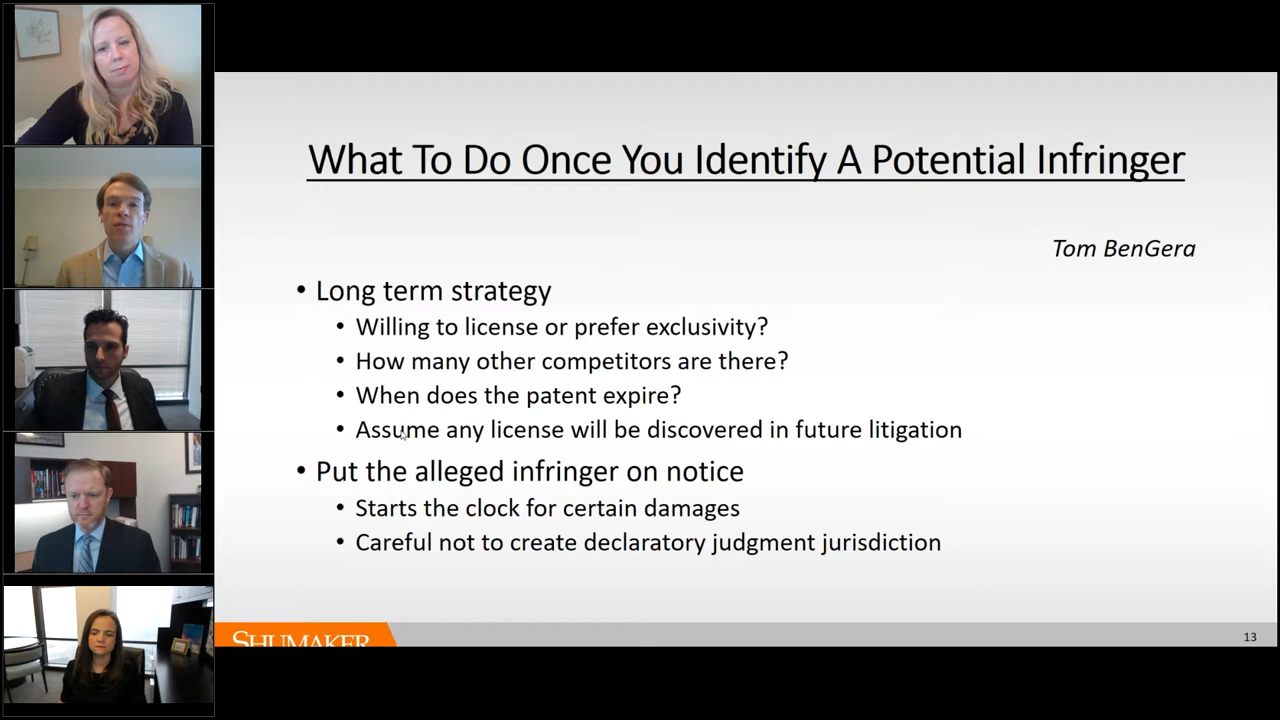 What To Do Once You Identify A Potential Infringer
Tom BenGera
• Long term strategy
• Willing to license or prefer exclusivity?
• How many other competitors are there?
• When does the patent expire?
• Assume any license will be discovered in future litigation
• Put the alleged infringer on notice
• Starts the clock for certain damages
• Careful not to create declaratory judgment jurisdiction
SHUMAKER
13